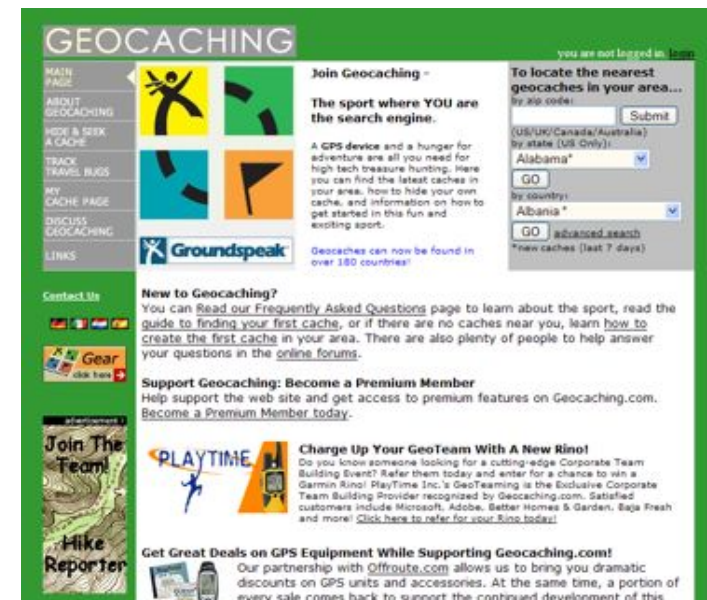 GEOCACHING
you are not logged in. login
MAIN
PAGE
ABOUT
GEOCACHING
HIDE & SEEK
A CACHE
TRACK
TRAVEL BUGS
MY
CACHE PAGE
DISCUSS
GEOCACHING
LINKS
Contact Us
Gear
click here
advertisement
Join The
Team!
Hike
Reporter
Groundspeak
Join Geocaching -
The sport where YOU are
the search engine.
A GPS device and a hunger for
adventure are all you need for
high tech treasure hunting. Here
you can find the latest caches in
your area, how to hide your own
cache, and information on how to
get started in this fun and
exciting sport.
Geocaches can now be found in
over 180 countries!
To locate the nearest
geocaches in your area...
by zip code:
Submit
(US/UK/Canada/Australia)
by state (US Only):
Alabama*
GO
by country:
Albania *
GO advanced search
*new caches (last 7 days)
New to Geocaching?
You can Read our Frequently Asked Questions page to learn about the sport, read the
guide to finding your first cache, or if there are no caches near you, learn how to
create the first cache in your area. There are also plenty of people to help answer
your questions in the online forums.
Support Geocaching: Become a Premium Member
Help support the web site and get access to premium features on Geocaching.com.
Become a Premium Member today.
PLAYTIME
Charge Up Your GeoTeam With A New Rino!
Do you know someone looking for a cutting-edge Corporate Team
Building Event? Refer them today and enter for a chance to win a
Garmin Rino! PlayTime Inc.'s GeoTeaming is the Exclusive Corporate
Team Building Provider recognized by Geocaching.com. Satisfied
customers include Microsoft, Adobe, Better Homes & Garden, Baja Fresh
and more! Click here to refer for your Rino today!
Get Great Deals on GPS Equipment While Supporting Geocaching.com!
Our partnership with Offroute.com allows us to bring you dramatic
discounts on GPS units and accessories. At the same time, a portion of
every sale comes back to support the continued development of this